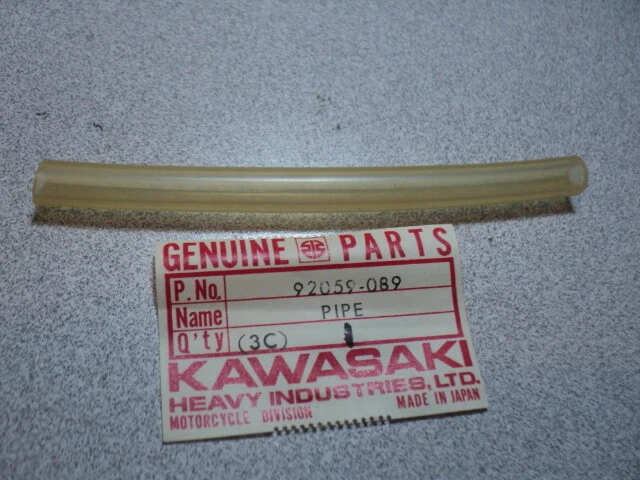 GENUINE PARTS
P. No. 92059-089
Name PIPE
Q'ty (3C) 1
KAWASAKI
HEAVY INDUSTRIES, LTD.
MOTORCYCLE DIVISION MADE IN JAPAN